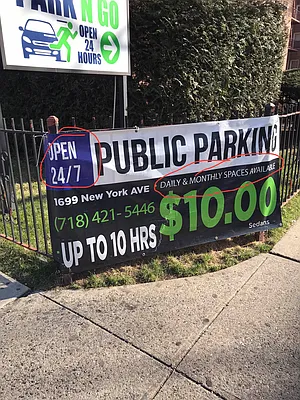 PARK N GO
OPEN
24
HOURS
OPEN
24/7
PUBLIC PARKING
1699 New York AVE
DAILY & MONTHLY SPACES AVAILABLE
(718) 421-5446
$10.00
UP TO 10 HRS
Sedans